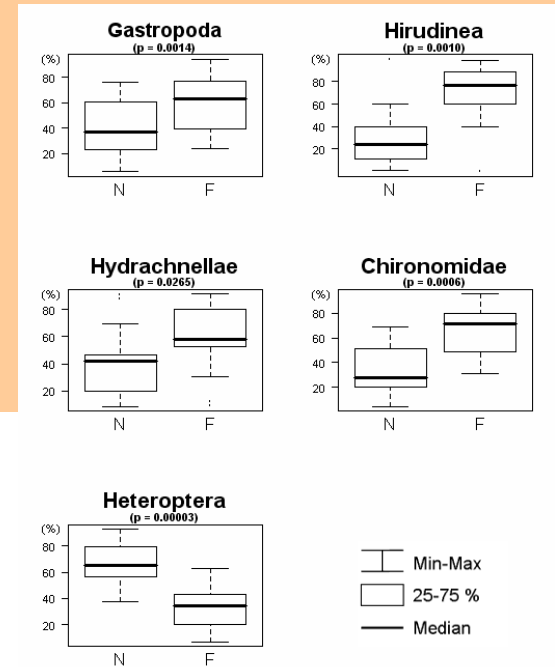 Gastropoda
(p = 0.0014)
(%)
80
60
40
20
N F
Hirudinea
(p = 0.0010)
(%)
80
60
40
20
N F
Hydrachnellae
(p = 0.0265)
(%)
80
60
40
20
N F
Chironomidae
(p = 0.0006)
(%)
80
60
40
20
N F
Heteroptera
(p = 0.00003)
(%)
80
60
40
20
N F
Min-Max
25-75 %
Median